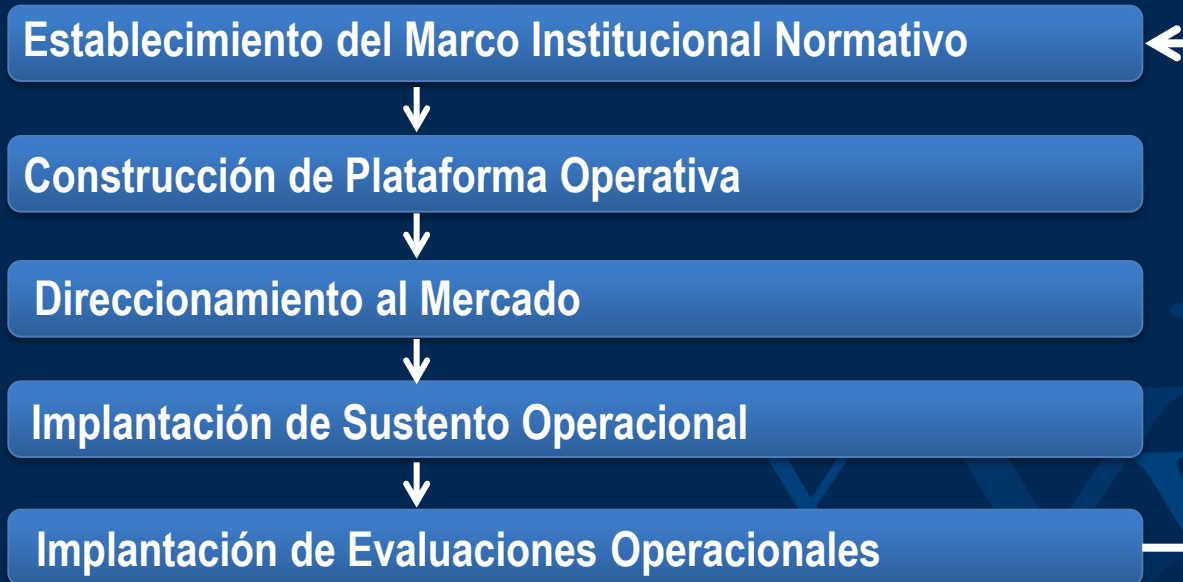 Establecimiento del Marco Institucional Normativo
Construcción de Plataforma Operativa
Direccionamiento al Mercado
Implantación de Sustento Operacional
Implantación de Evaluaciones Operacionales